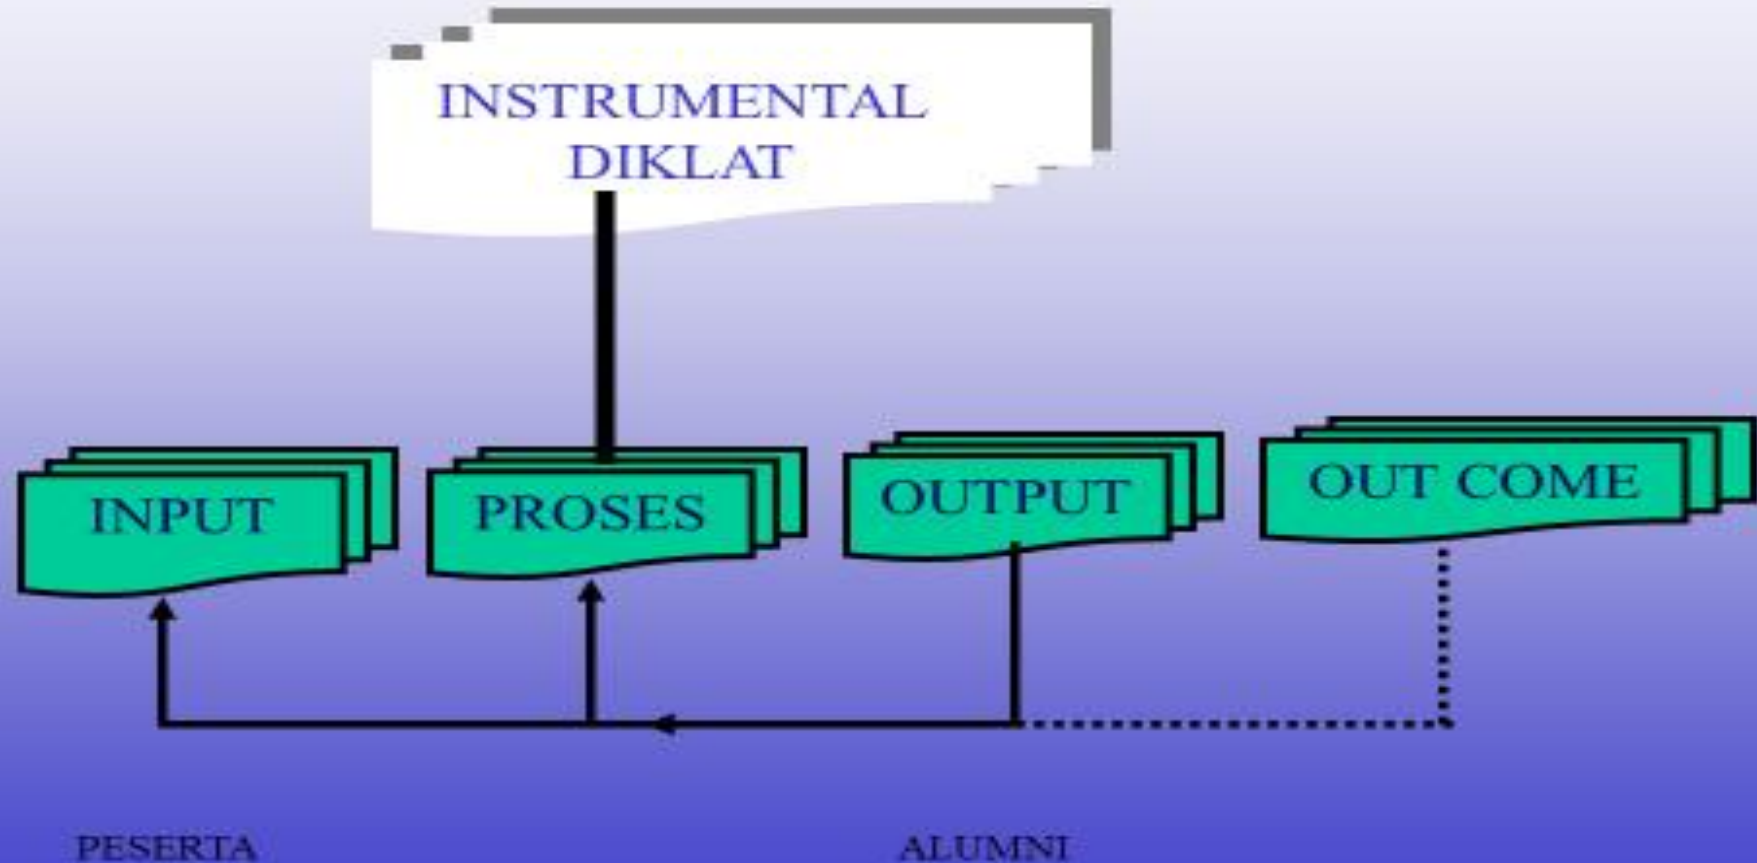 INSTRUMENTAL
DIKLAT
INPUT
PROSES
OUTPUT
OUT COME
PESERTA
ALUMNI